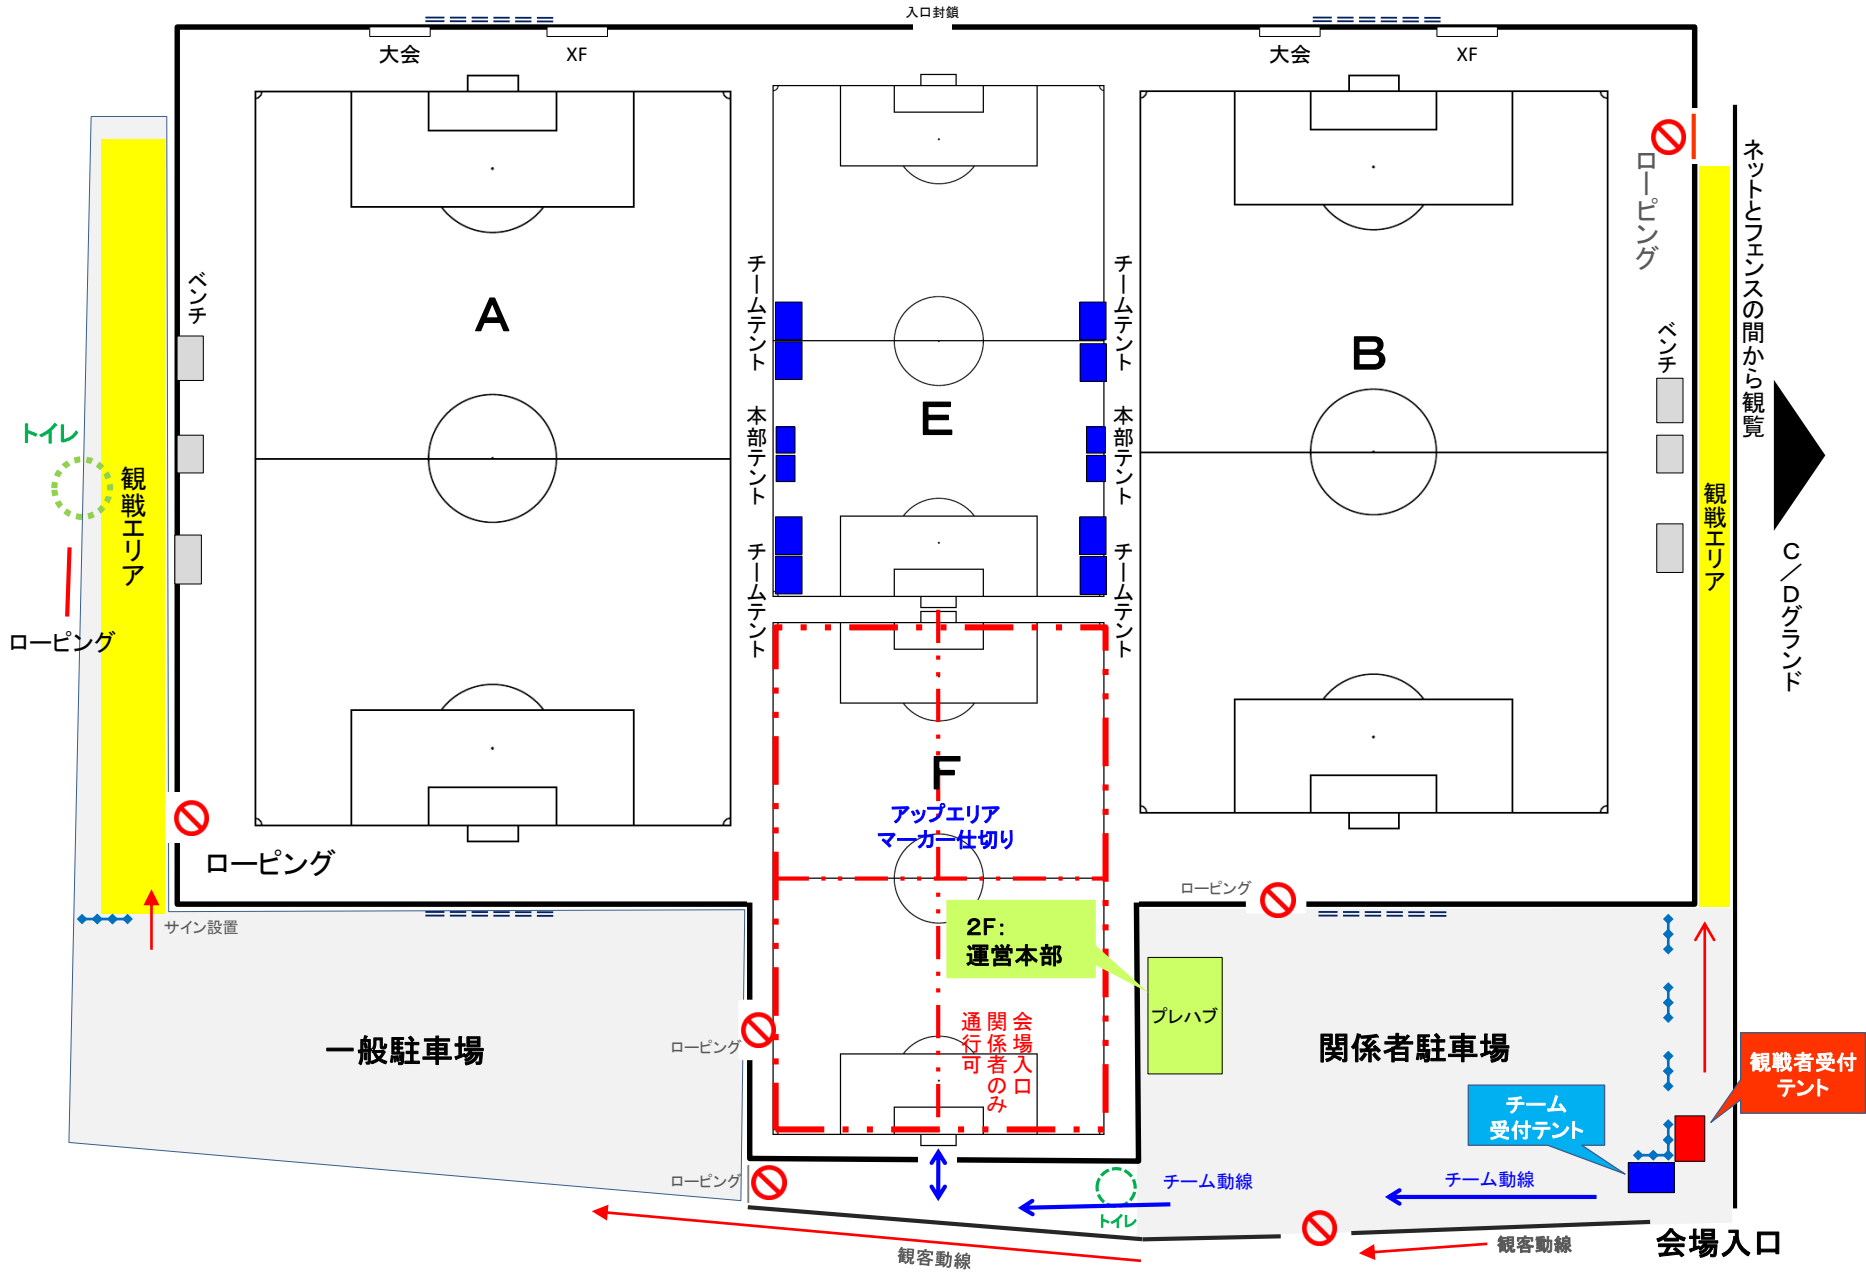 入口封鎖
大会
XF
大会
XF
ローピング
ネットとフェンスの間から観覧
ベンチ
チームテント
チームテント
A
B
E
ベンチ
本部テント
本部テント
トイレ
観戦エリア
観戦エリア
C/Dグランド
チームテント
チームテント
ローピング
F
アップエリア
マーカー仕切り
ローピング
ローピング
サイン設置
2F:
運営本部
会場入口
関係者のみ
通行可
プレハブ
一般駐車場
ローピング
関係者駐車場
観戦者受付
テント
チーム
受付テント
ローピング
チーム動線
チーム動線
トイレ
観客動線
観客動線
会場入口